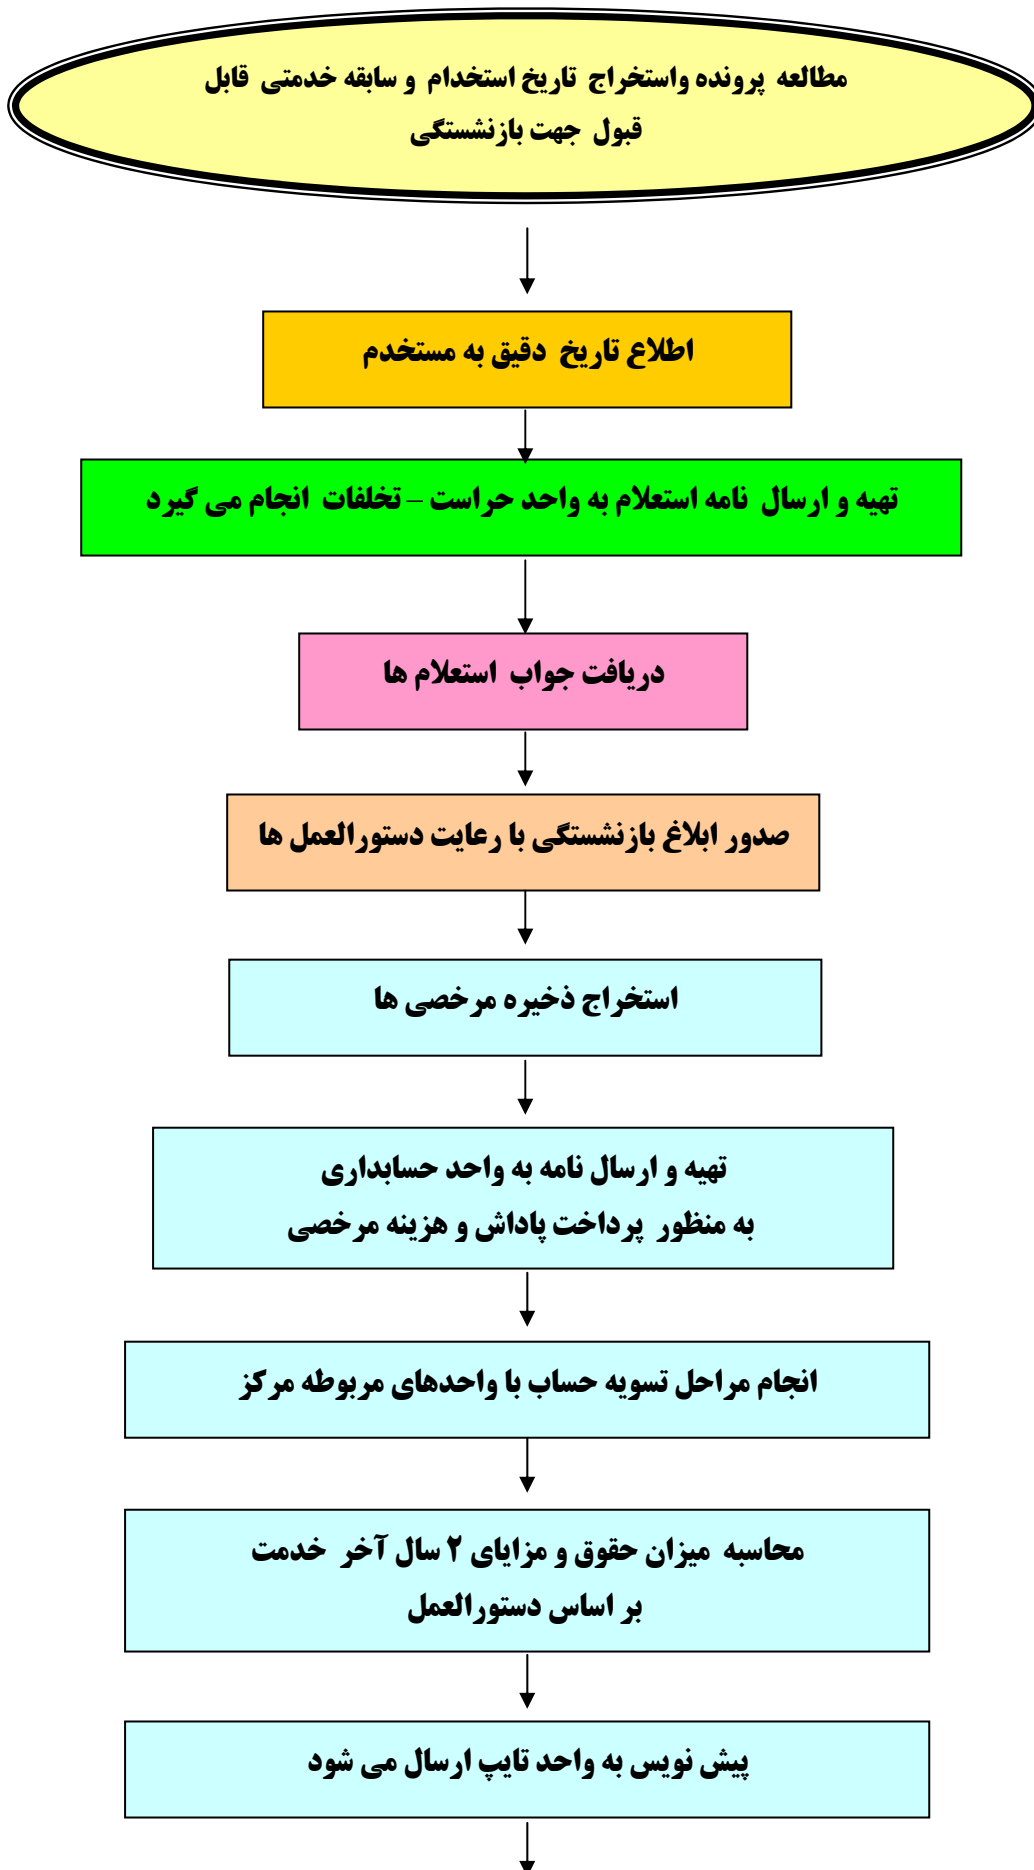 مطالعه پرونده واستخراج تاریخ استخدام و سابقه خدمتی قابل
قبول جهت بازنشستگی
اطلاع تاریخ دقیق به مستخدم
تهیه و ارسال نامه استعلام به واحد حراست – تخلفات انجام می گیرد
دریافت جواب استعلام ها
صدور ابلاغ بازنشستگی با رعایت دستورالعمل ها
استخراج ذخیره مرخصی ها
تهیه و ارسال نامه به واحد حسابداری
به منظور پرداخت پاداش و هزینه مرخصی
انجام مراحل تسویه حساب با واحدهای مربوطه مرکز
محاسبه میزان حقوق و مزایای ۲ سال آخر خدمت
بر اساس دستورالعمل
پیش نویس به واحد تایپ ارسال می شود